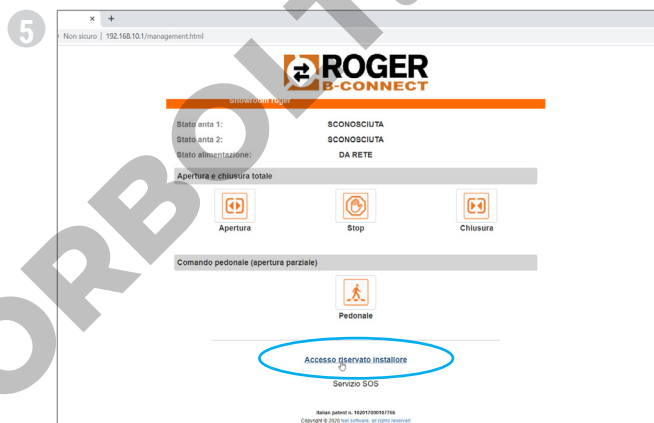 5
× +
Non sicuro | 192.168.10.1/management.html
ROGER
B-CONNECT
Showroom roger
Stato anta 1: SCONOSCIUTA
Stato anta 2: SCONOSCIUTA
Stato alimentazione: DA RETE
Apertura e chiusura totale
Apertura Stop Chiusura
Comando pedonale (apertura parziale)
Pedonale
Accesso riservato installore
Servizio SOS
Italian patent n. 102017000107766
Copyright © 2020 Net software, all rights reserved
ORBOLT